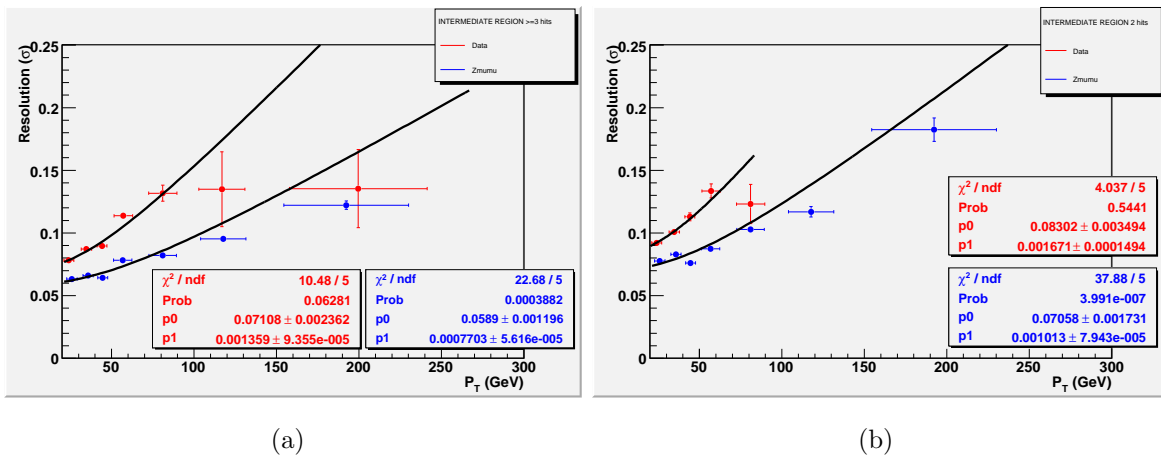 INTERMEDIATE REGION >=3 hits
Data
Zmumu
Resolution (σ)
0.25
0.2
0.15
0.1
0.05
0
50 100 150 200 250 300
P_T (GeV)
χ² / ndf 10.48 / 5
Prob 0.06281
p0 0.07108 ± 0.002362
p1 0.001359 ± 9.355e-005
χ² / ndf 22.68 / 5
Prob 0.0003882
p0 0.0589 ± 0.001196
p1 0.0007703 ± 5.616e-005
(a)
INTERMEDIATE REGION 2 hits
Data
Zmumu
Resolution (σ)
0.25
0.2
0.15
0.1
0.05
0
50 100 150 200 250 300
P_T (GeV)
χ² / ndf 4.037 / 5
Prob 0.5441
p0 0.08302 ± 0.003494
p1 0.001671 ± 0.0001494
χ² / ndf 37.88 / 5
Prob 3.991e-007
p0 0.07058 ± 0.001731
p1 0.001013 ± 7.943e-005
(b)